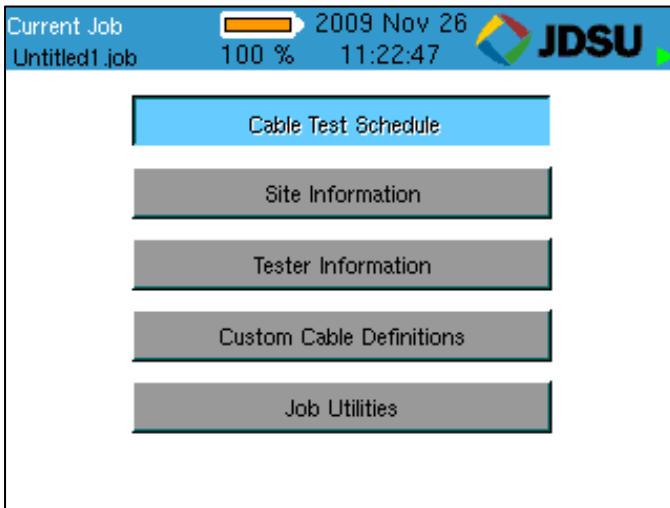 Current Job 2009 Nov 26 JDSU
Untitled1.job 100 % 11:22:47
Cable Test Schedule
Site Information
Tester Information
Custom Cable Definitions
Job Utilities